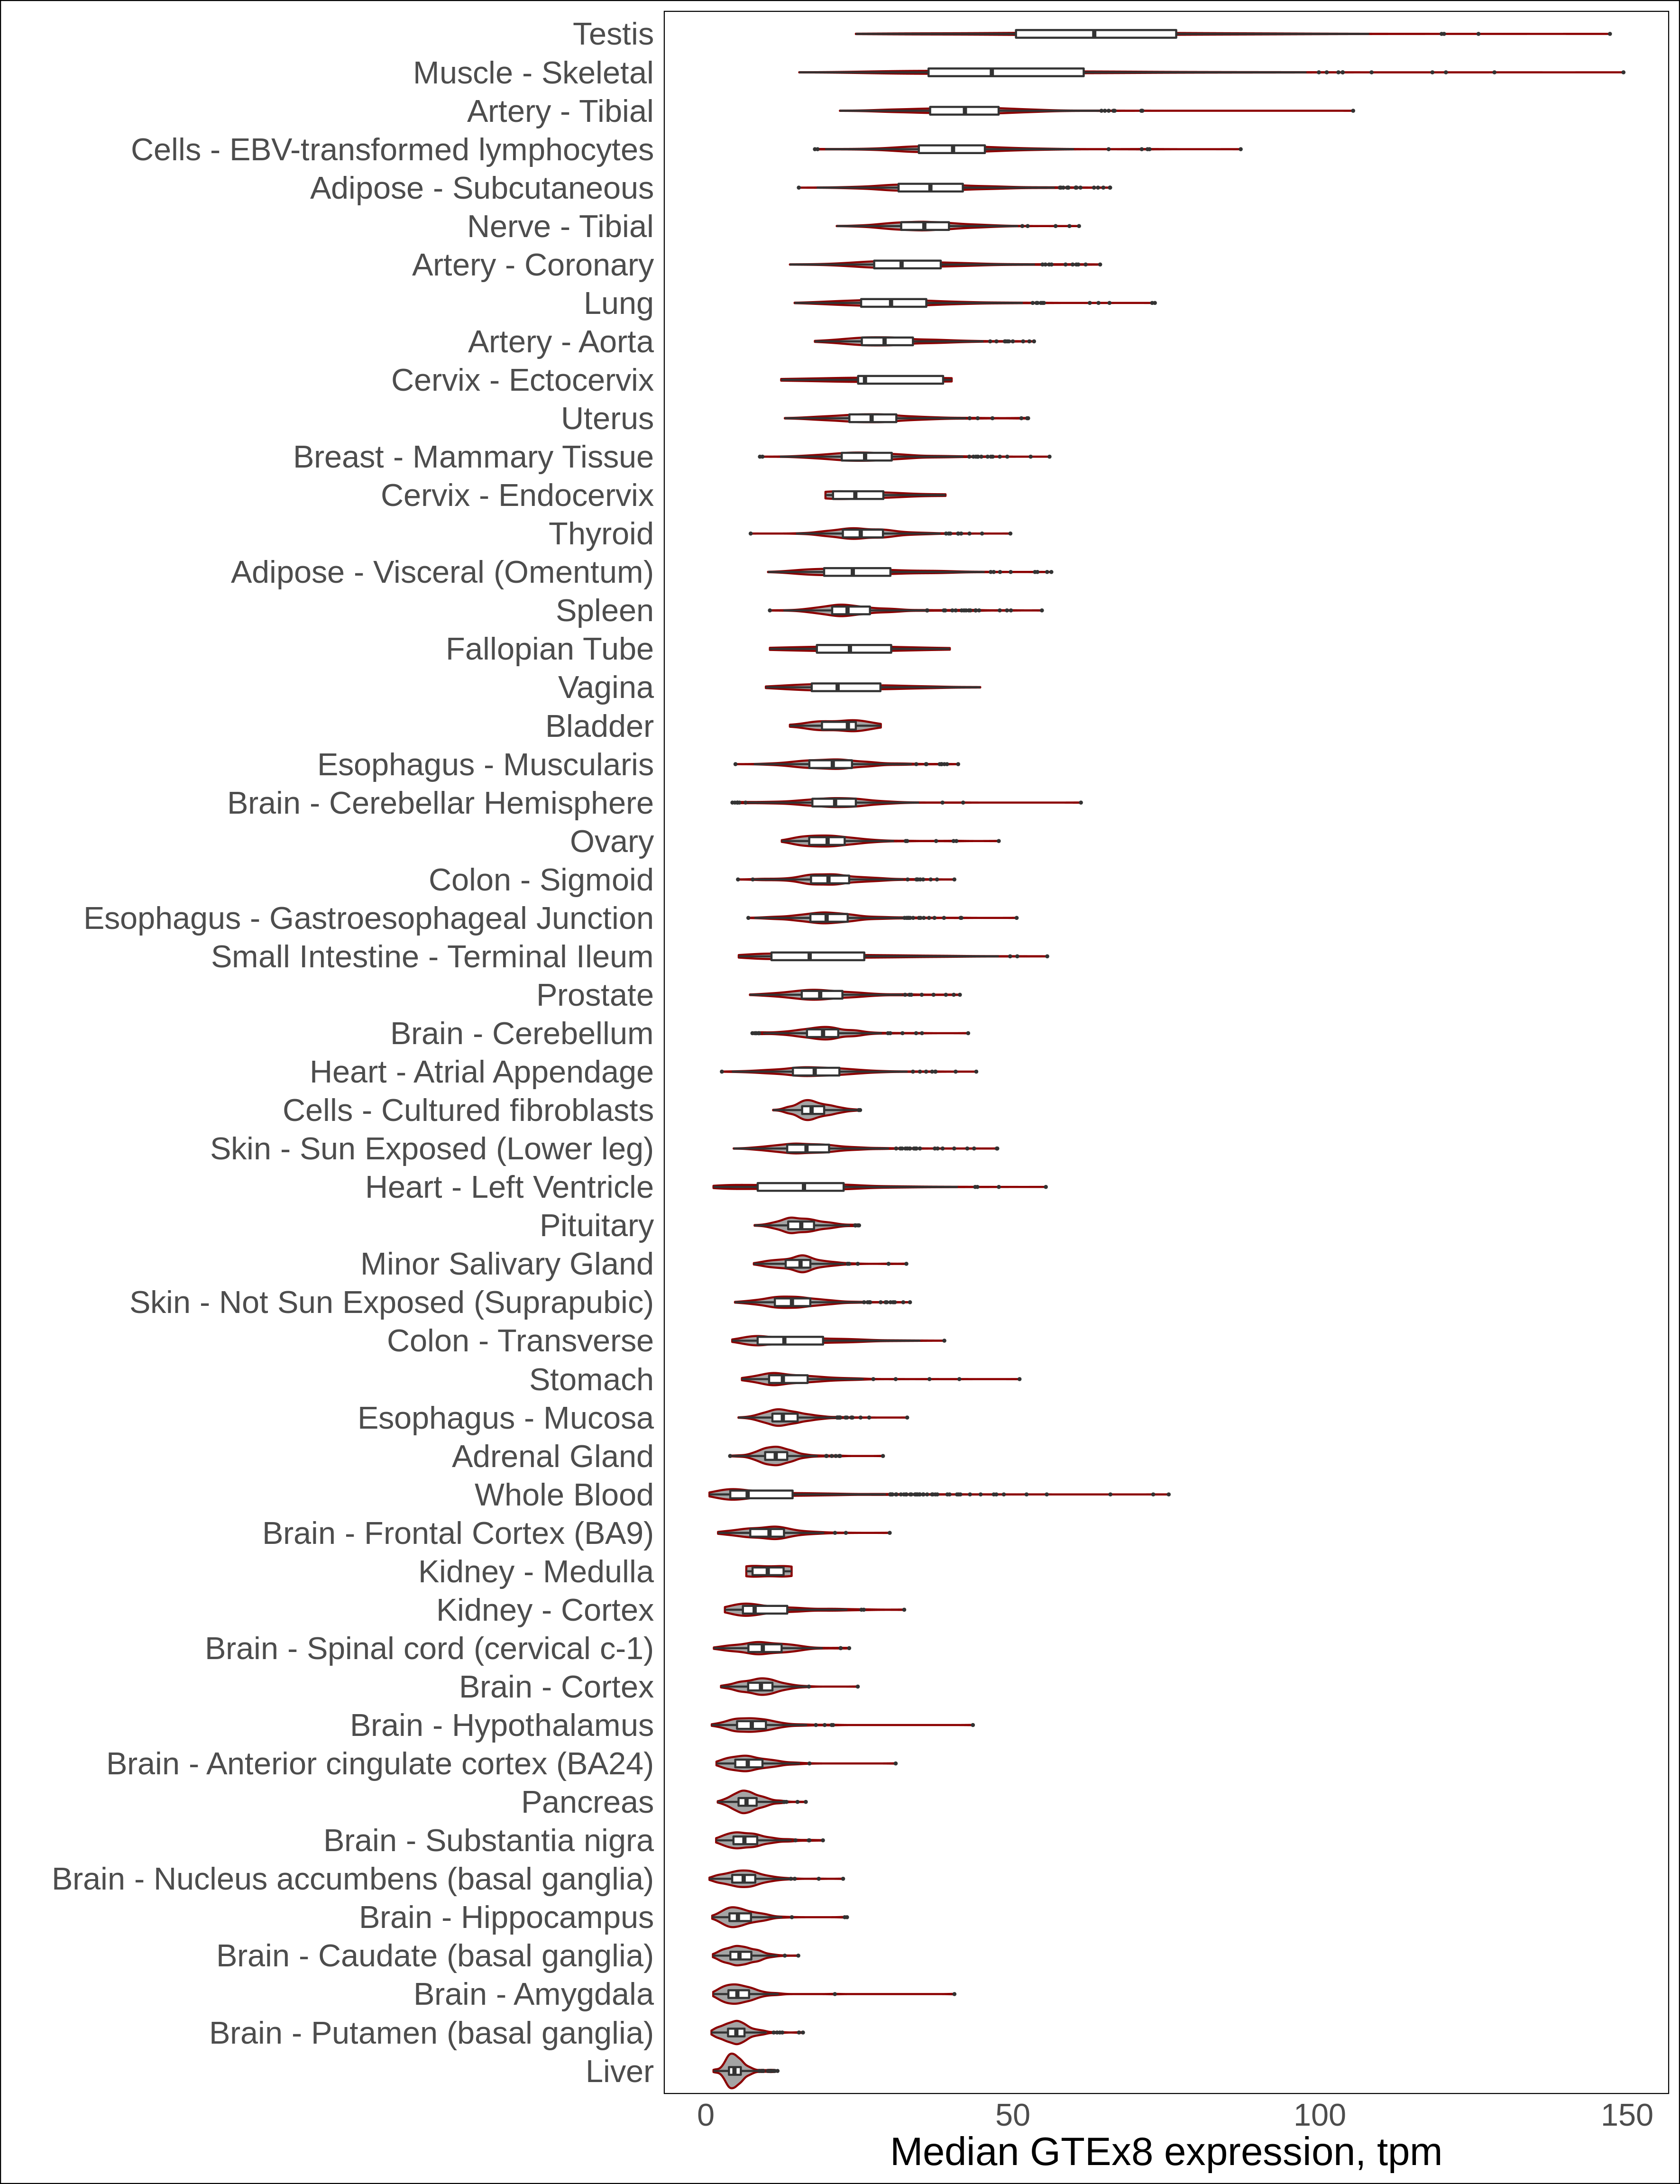 Testis
Muscle - Skeletal
Artery - Tibial
Cells - EBV-transformed lymphocytes
Adipose - Subcutaneous
Nerve - Tibial
Artery - Coronary
Lung
Artery - Aorta
Cervix - Ectocervix
Uterus
Breast - Mammary Tissue
Cervix - Endocervix
Thyroid
Adipose - Visceral (Omentum)
Spleen
Fallopian Tube
Vagina
Bladder
Esophagus - Muscularis
Brain - Cerebellar Hemisphere
Ovary
Colon - Sigmoid
Esophagus - Gastroesophageal Junction
Small Intestine - Terminal Ileum
Prostate
Brain - Cerebellum
Heart - Atrial Appendage
Cells - Cultured fibroblasts
Skin - Sun Exposed (Lower leg)
Heart - Left Ventricle
Pituitary
Minor Salivary Gland
Skin - Not Sun Exposed (Suprapubic)
Colon - Transverse
Stomach
Esophagus - Mucosa
Adrenal Gland
Whole Blood
Brain - Frontal Cortex (BA9)
Kidney - Medulla
Kidney - Cortex
Brain - Spinal cord (cervical c-1)
Brain - Cortex
Brain - Hypothalamus
Brain - Anterior cingulate cortex (BA24)
Pancreas
Brain - Substantia nigra
Brain - Nucleus accumbens (basal ganglia)
Brain - Hippocampus
Brain - Caudate (basal ganglia)
Brain - Amygdala
Brain - Putamen (basal ganglia)
Liver
0 50 100 150
Median GTEx8 expression, tpm